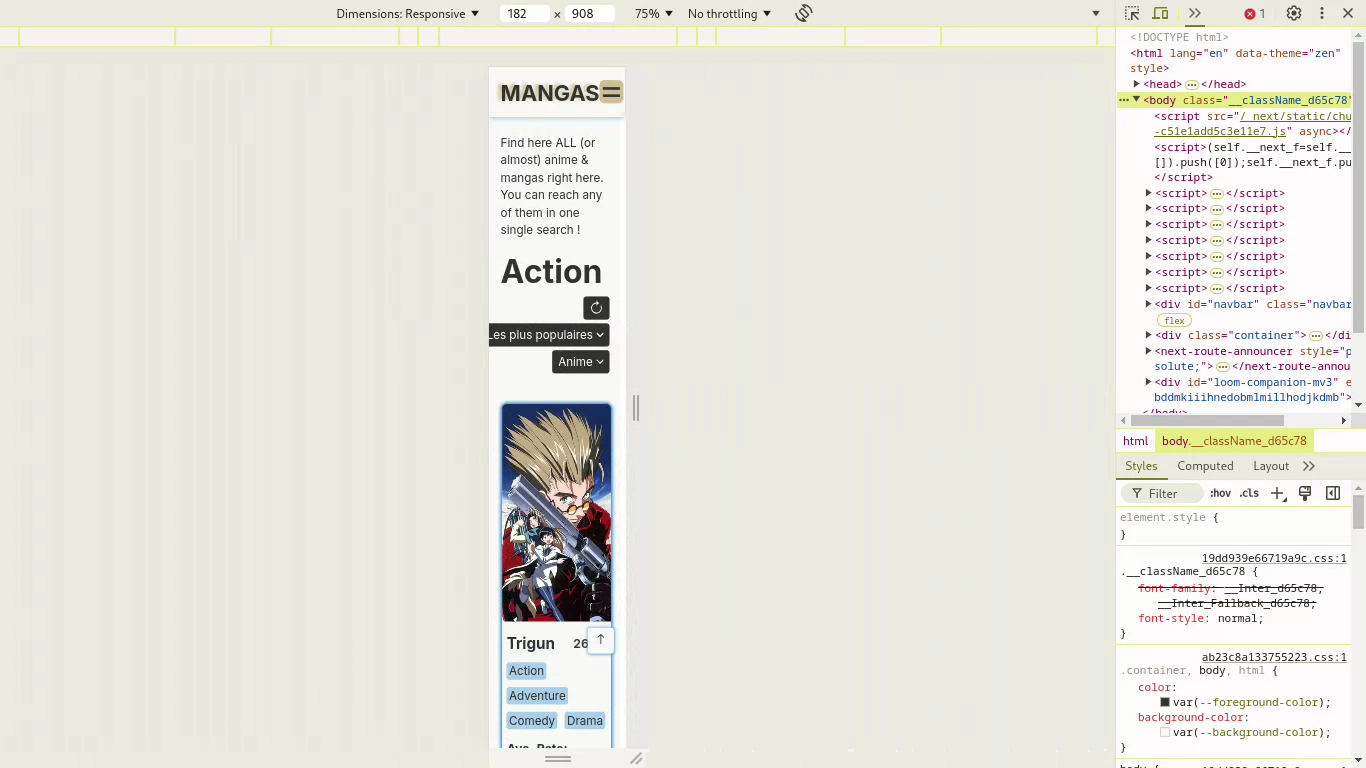 Dimensions: Responsive 182 × 908 75% No throttling
1
MANGAS
Find here ALL (or
almost) anime &
mangas right here.
You can reach any
of them in one
single search !
Action
Les plus populaires
Anime
Trigun 26
↑
Action
Adventure
Comedy Drama
<!DOCTYPE html>
<html lang="en" data-theme="zen"
style>
<head> ••• </head>
••• <body class="__className_d65c78"
<script src="/_next/static/chu
-c51e1add5c3e11e7.js" async></
<script>(self.__next_f=self.__
[]).push([0]);self.__next_f.pu
</script>
<script> ••• </script>
<script> ••• </script>
<script> ••• </script>
<script> ••• </script>
<script> ••• </script>
<script> ••• </script>
<script> ••• </script>
<div id="navbar" class="navbar
flex
<div class="container"> ••• </di
<next-route-announcer style="p
solute;"> ••• </next-route-annou
<div id="loom-companion-mv3" e
bddmkiiihnedobmlmillhodjkdmb">
</body>
html body.__className_d65c78
Styles Computed Layout
Filter :hov .cls
element.style {
}
19dd939e66719a9c.css:1
.__className_d65c78 {
font-family: __Inter_d65c78,
__Inter_Fallback_d65c78;
font-style: normal;
}
ab23c8a133755223.css:1
.container, body, html {
color:
var(--foreground-color);
background-color:
var(--background-color);
}